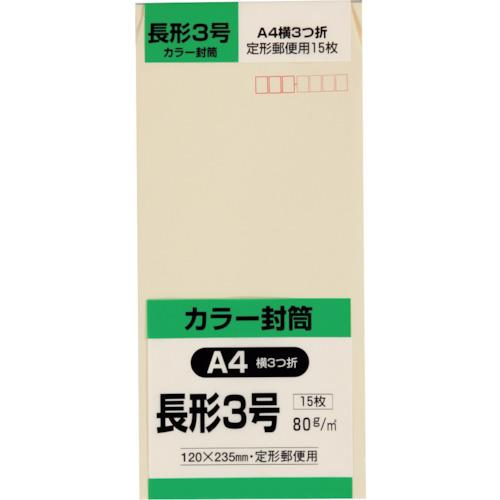 長形3号
カラー封筒
A4横3つ折
定形郵便用15枚
カラー封筒
A4 横3つ折
長形3号
15枚
80g/㎡
120×235mm・定形郵便用